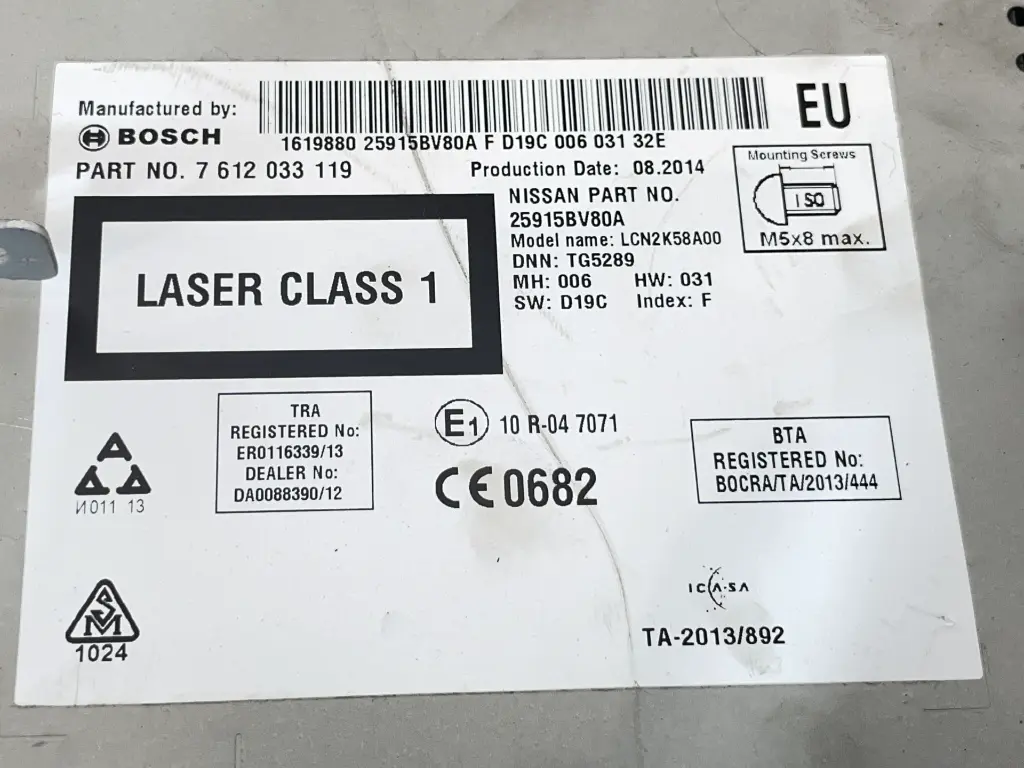 Manufactured by:
BOSCH
1619880 25915BV80A F D19C 006 031 32E
EU
PART NO. 7 612 033 119
Production Date: 08.2014
NISSAN PART NO.
25915BV80A
Model name: LCN2K58A00
DNN: TG5289
MH: 006 HW: 031
SW: D19C Index: F
Mounting Screws
ISO
M5x8 max.
LASER CLASS 1
TRA
REGISTERED No:
ER0116339/13
DEALER No:
DA0088390/12
E1 10 R-04 7071
CE0682
BTA
REGISTERED No:
BOCRA/TA/2013/444
И011 13
SM
1024
ICASA
TA-2013/892